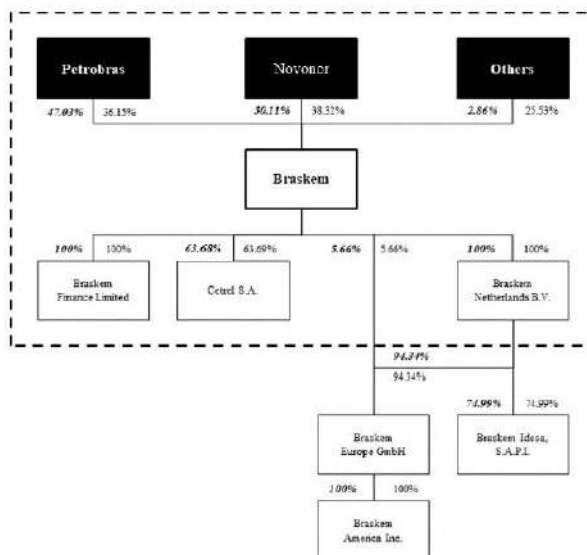 Petrobras Novonor Others
47.03% 36.15% 50.11% 38.32% 2.86% 25.53%
Braskem
100% 100% 63.68% 63.69% 5.66% 5.66% 100% 100%
Braskem
Finance Limited
Cetrel S.A.
Braskem
Netherlands B.V.
94.34%
94.34%
74.99% 74.99%
Braskem
Europe GmbH
Braskem Idesa,
S.A.P.I.
100% 100%
Braskem
America Inc.